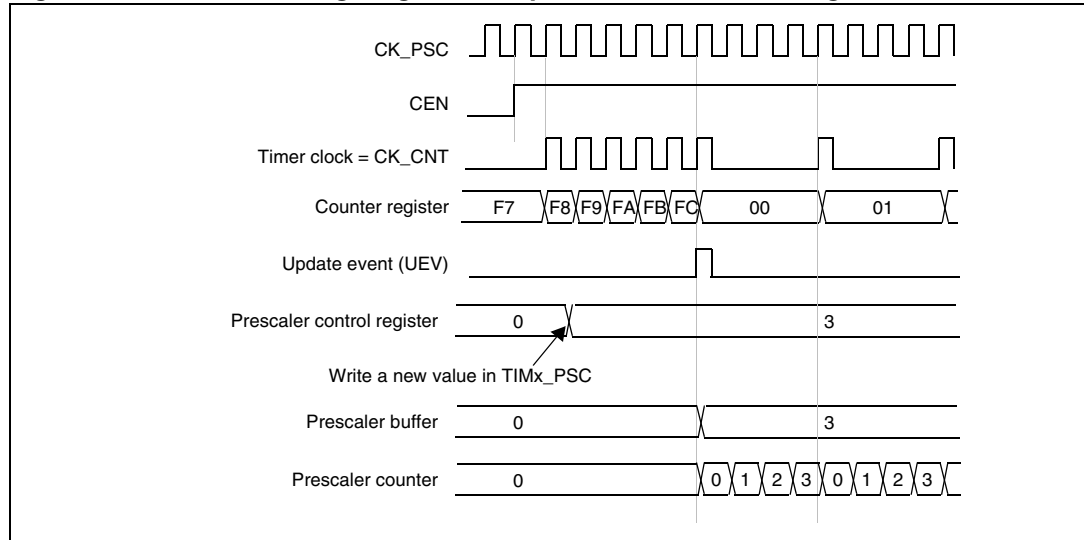 CK_PSC
CEN
Timer clock = CK_CNT
Counter register F7 F8 F9 FA FB FC 00 01
Update event (UEV)
Prescaler control register 0 3
Write a new value in TIMx_PSC
Prescaler buffer 0 3
Prescaler counter 0 0 1 2 3 0 1 2 3